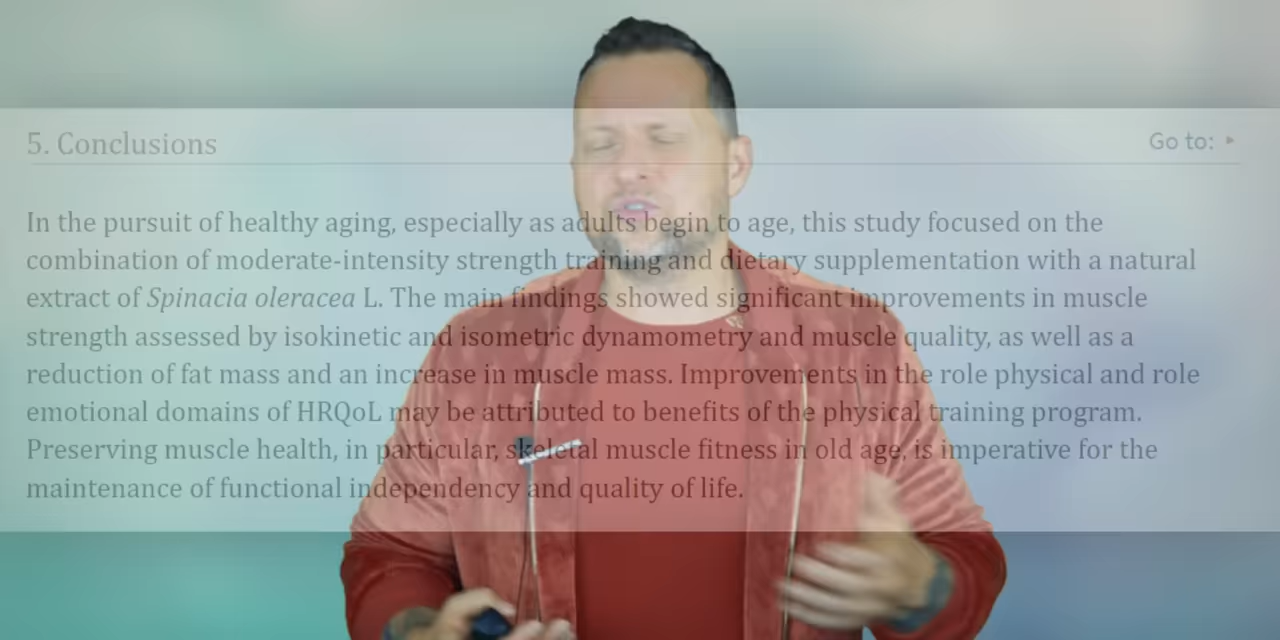 5. Conclusions
Go to: ▸
In the pursuit of healthy aging, especially as adults begin to age, this study focused on the
combination of moderate-intensity strength training and dietary supplementation with a natural
extract of Spinacia oleracea L. The main findings showed significant improvements in muscle
strength assessed by isokinetic and isometric dynamometry and muscle quality, as well as a
reduction of fat mass and an increase in muscle mass. Improvements in the role physical and role
emotional domains of HRQoL may be attributed to benefits of the physical training program.
Preserving muscle health, in particular, skeletal muscle fitness in old age, is imperative for the
maintenance of functional independency and quality of life.